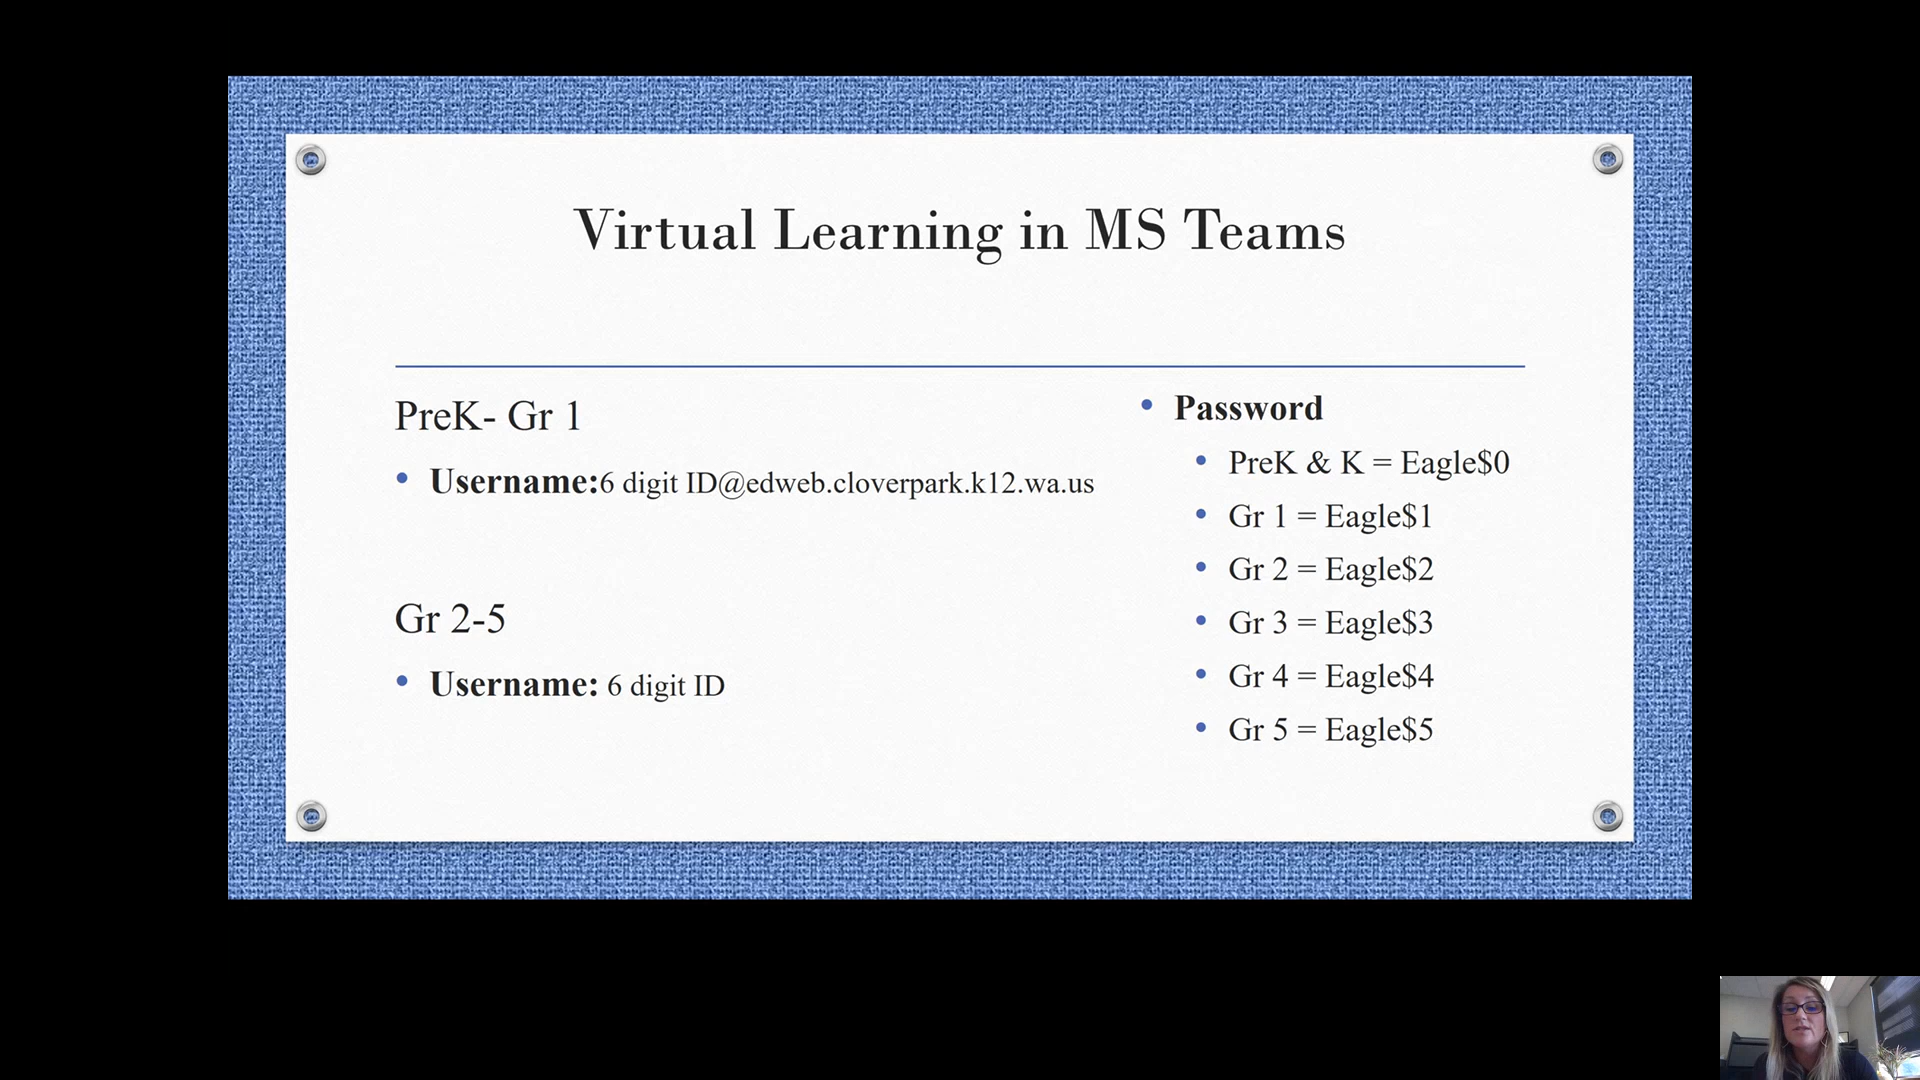 Virtual Learning in MS Teams
PreK- Gr 1
• Username:6 digit ID@edweb.cloverpark.k12.wa.us
Gr 2-5
• Username: 6 digit ID
• Password
• PreK & K = Eagle$0
• Gr 1 = Eagle$1
• Gr 2 = Eagle$2
• Gr 3 = Eagle$3
• Gr 4 = Eagle$4
• Gr 5 = Eagle$5